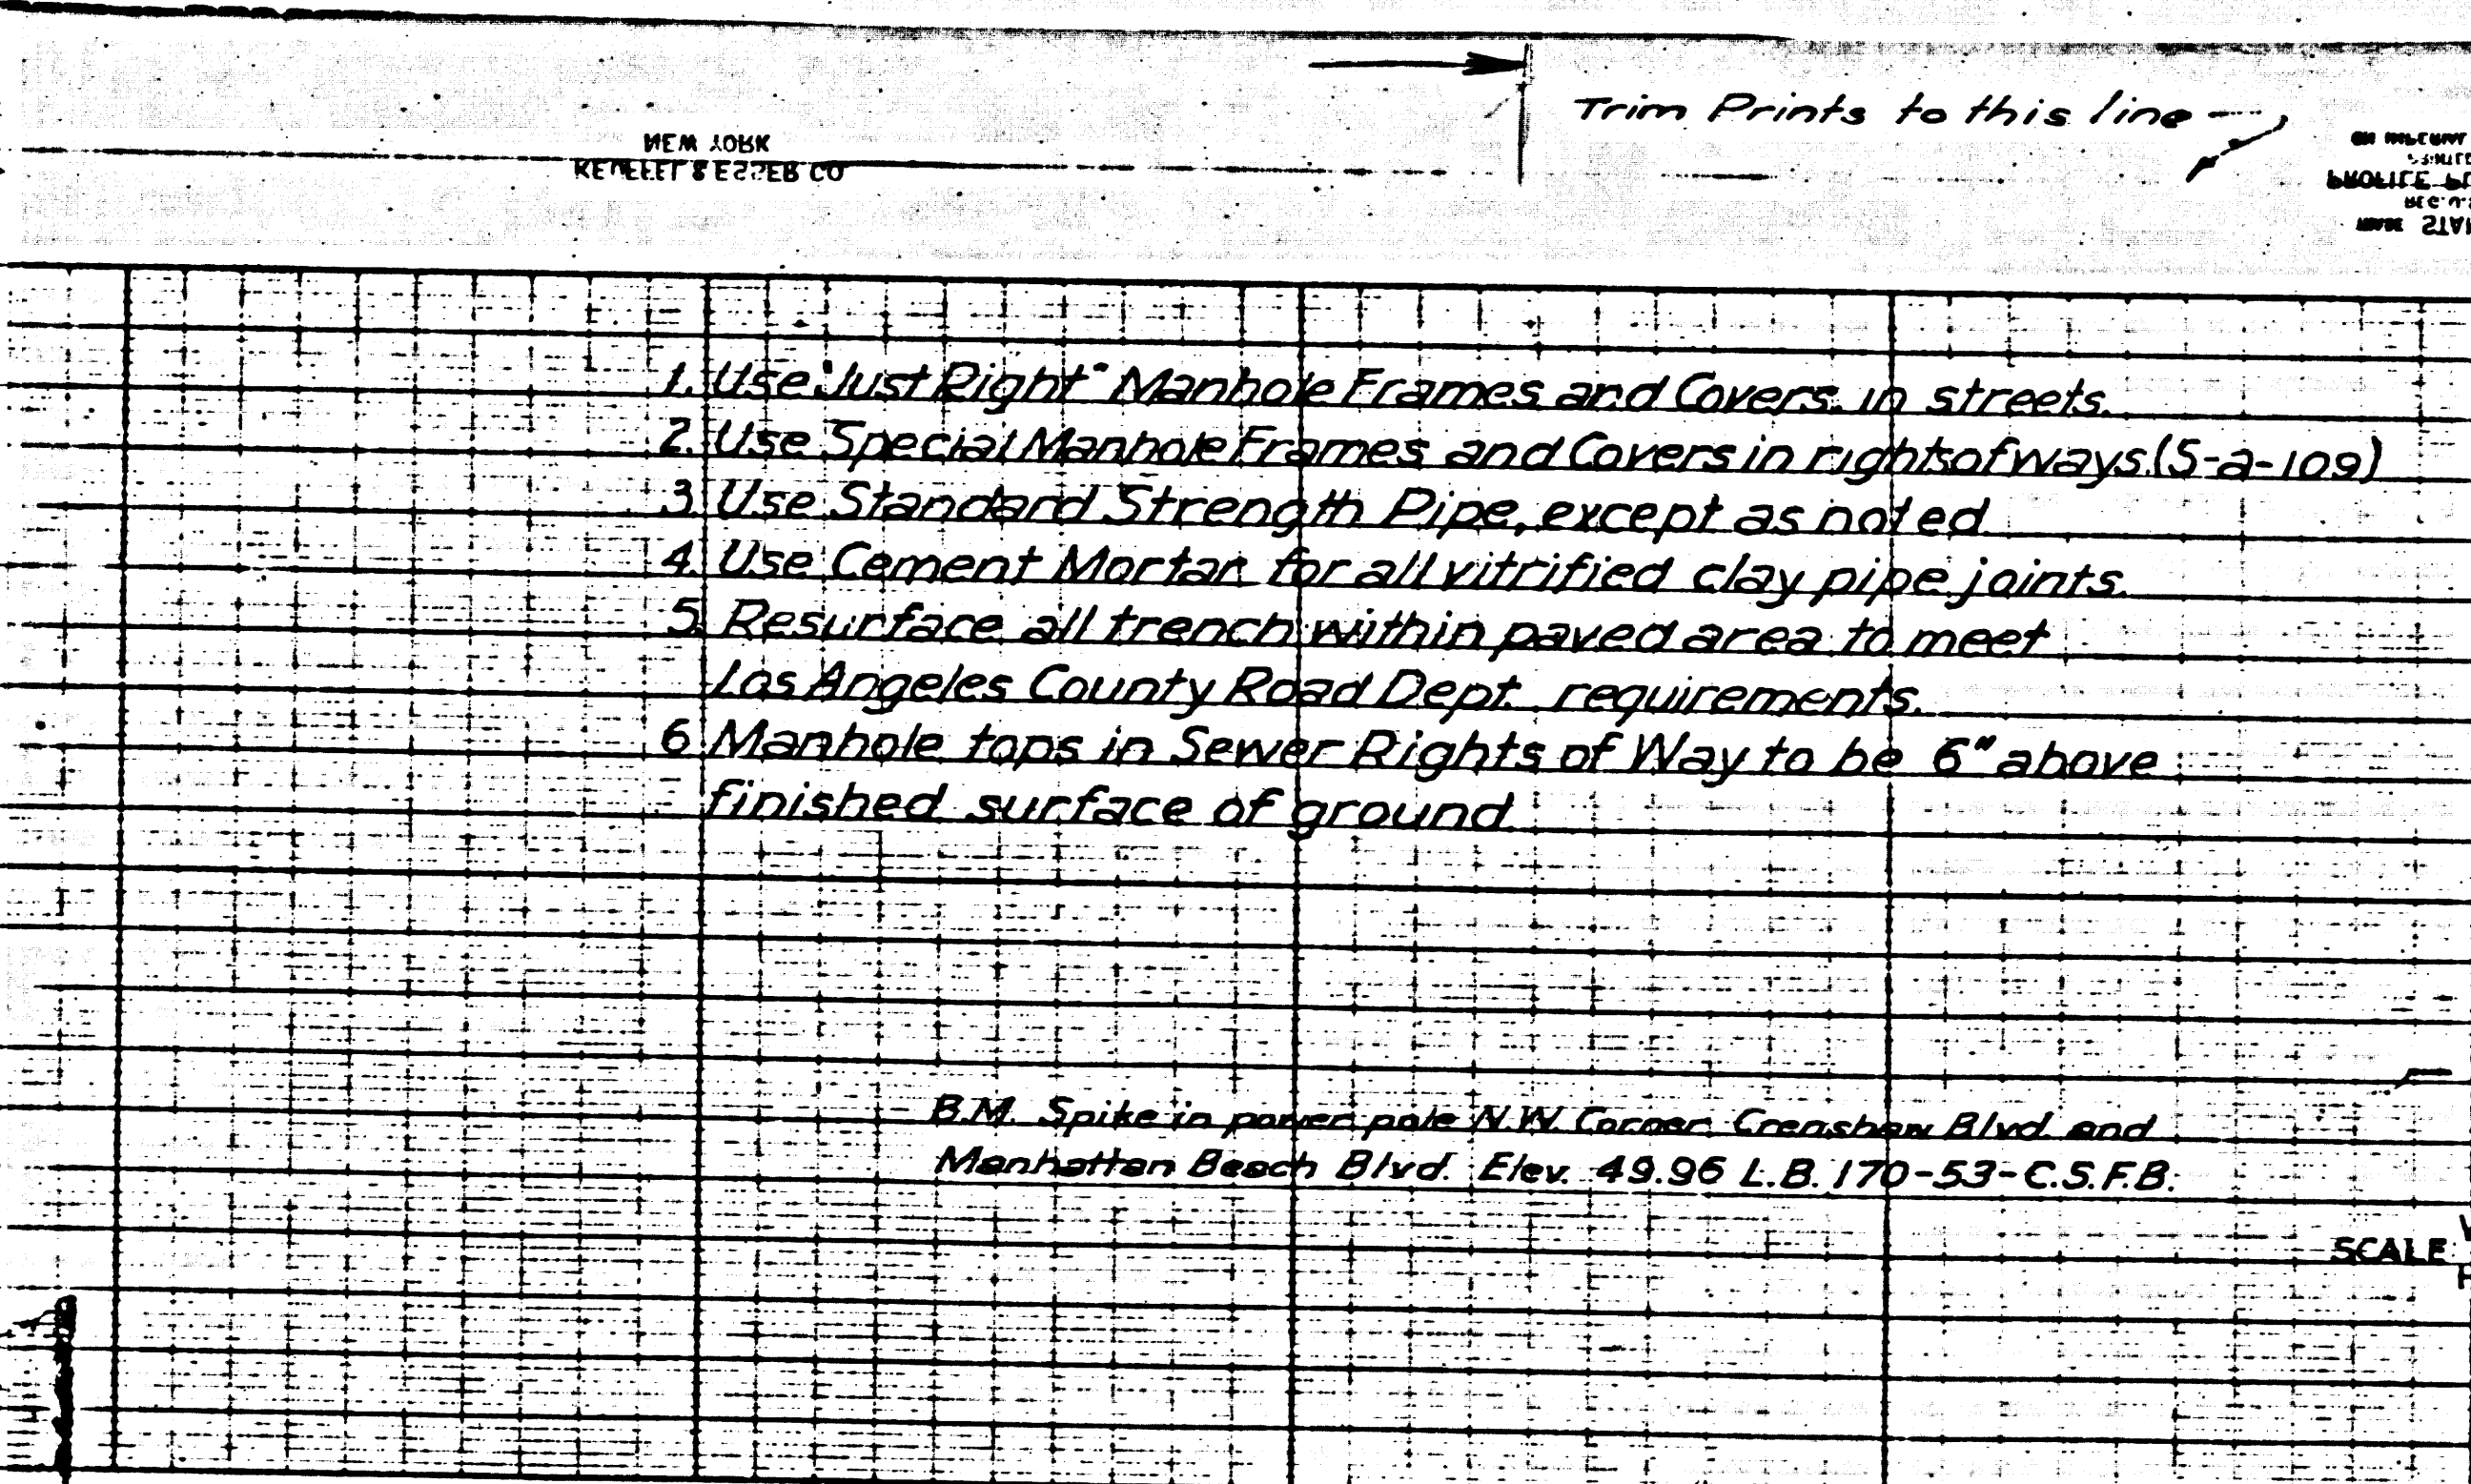 Trim Prints to this line
NEW YORK
KEUFFEL & ESSER CO
PROFILE
1. Use "Just Right" Manhole Frames and Covers in streets.
2. Use Special Manhole Frames and Covers in rights of ways (S-a-109)
3. Use Standard Strength Pipe, except as noted
4. Use Cement Mortar for all vitrified clay pipe joints.
5. Resurface all trench within paved area to meet
Los Angeles County Road Dept. requirements.
6 Manhole tops in Sewer Rights of Way to be 6" above
finished surface of ground
B.M. Spike in power pole N.W. Corner Crenshaw Blvd. and
Manhattan Beach Blvd. Elev. 49.96 L.B. 170-53-C.S.F.B.
SCALE